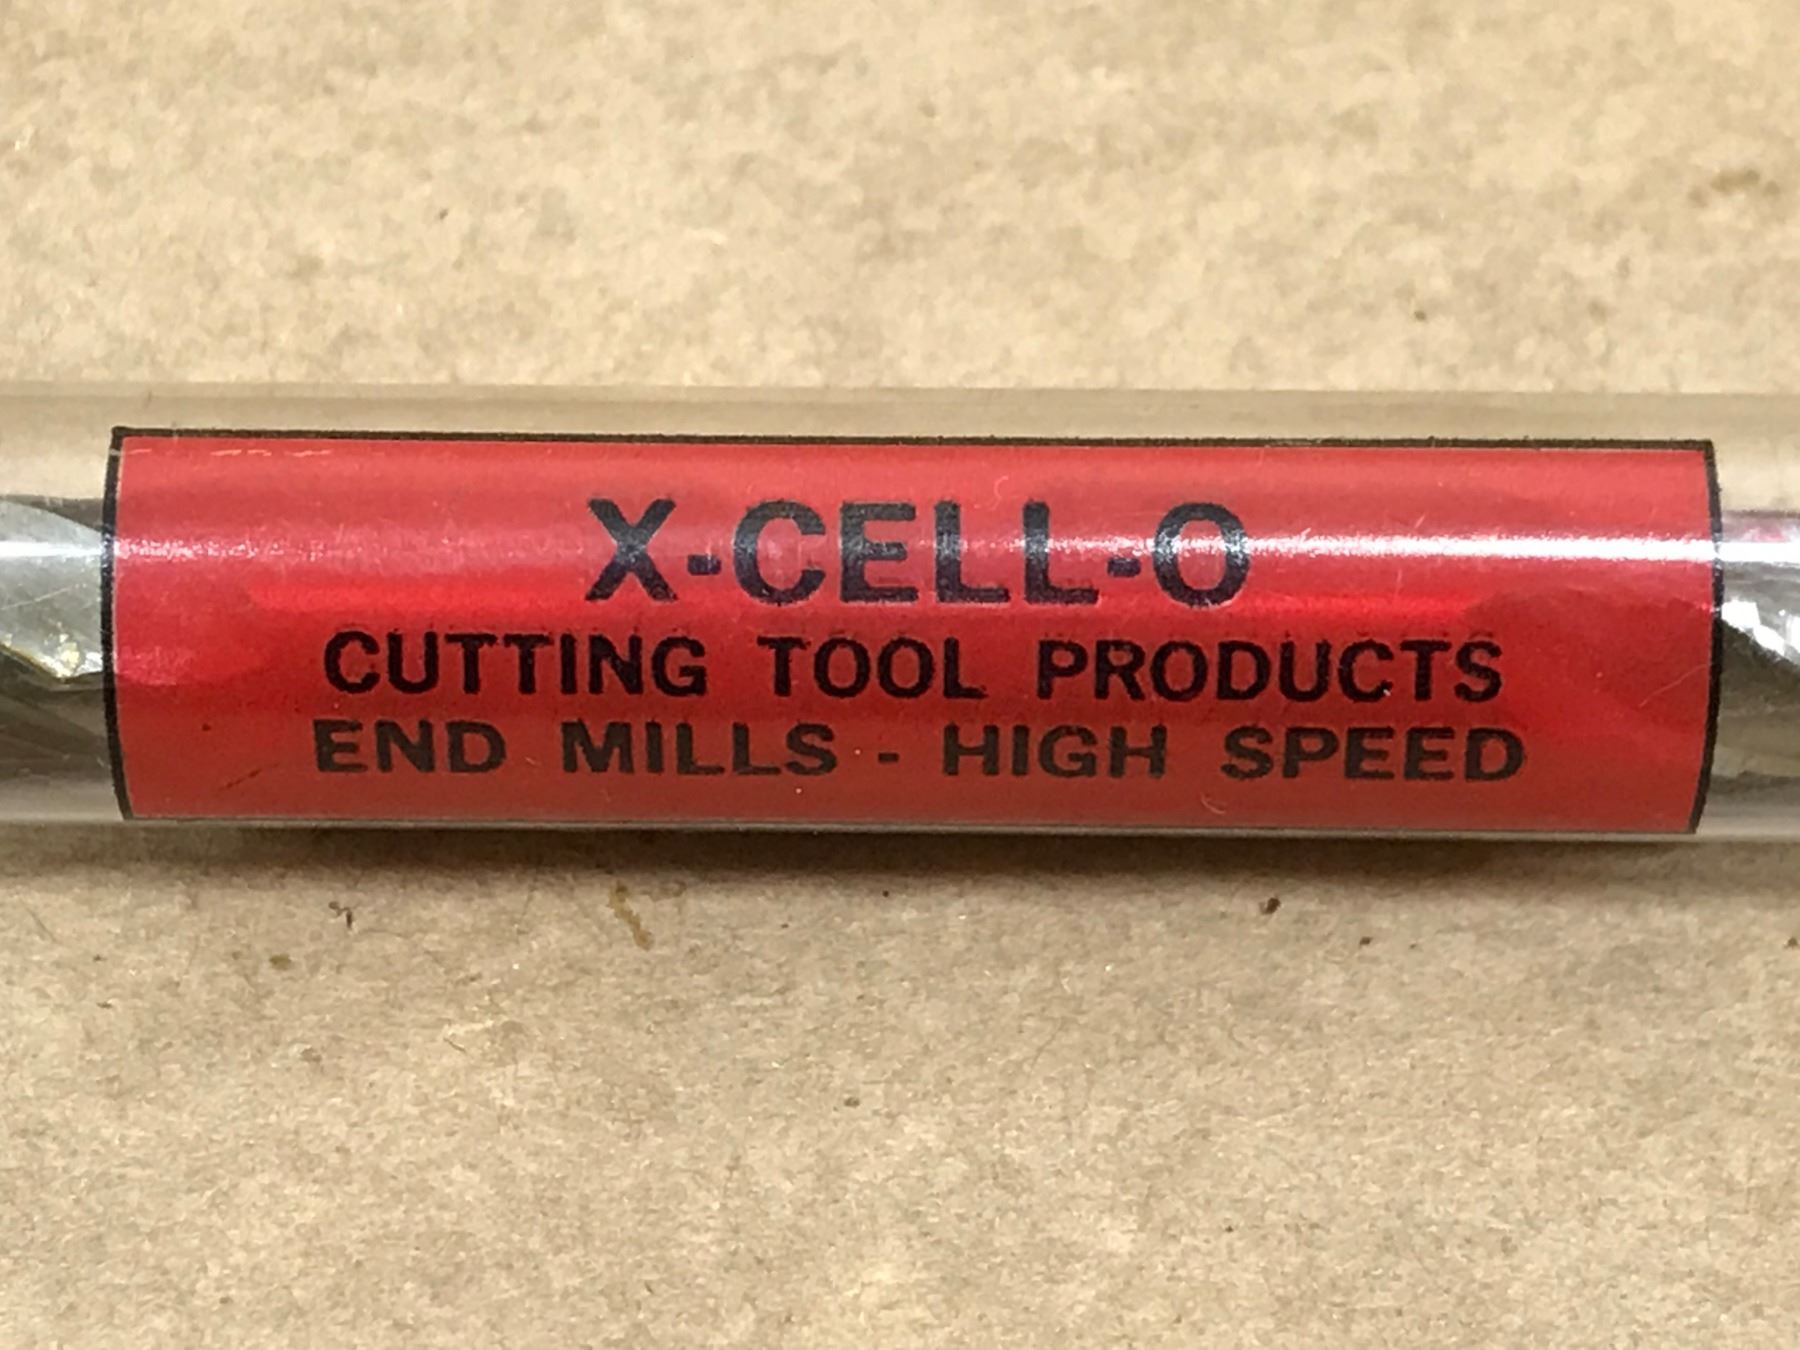 X-CELL-O
CUTTING TOOL PRODUCTS
END MILLS - HIGH SPEED